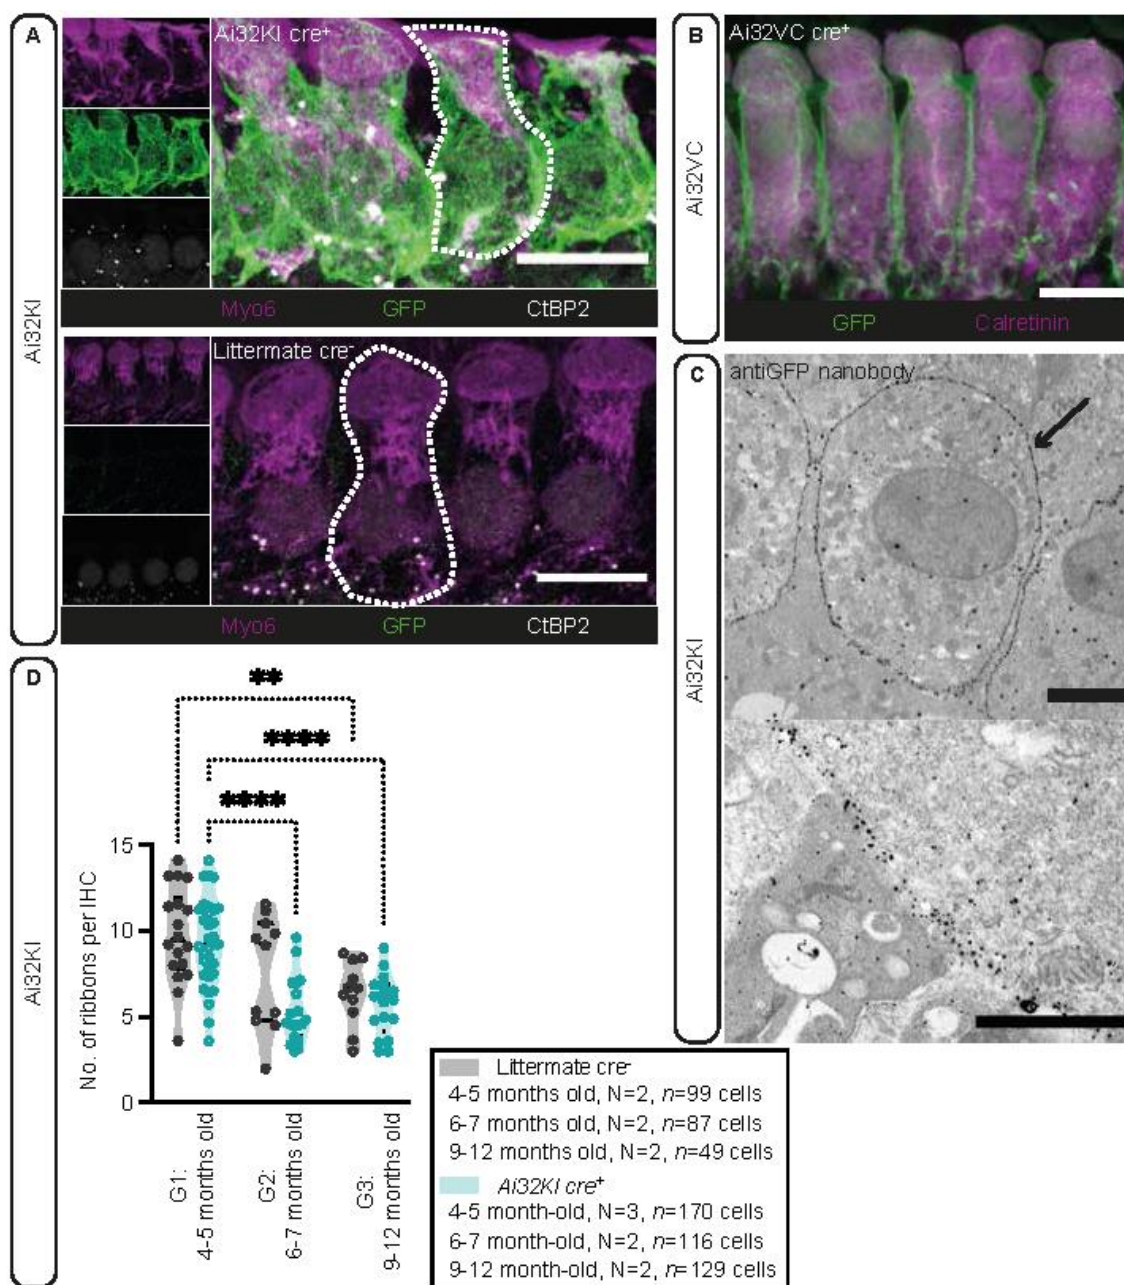 A
Ai32KI
Ai32KI cre+
Myo6 GFP CtBP2
Littermate cre-
Myo6 GFP CtBP2
B
Ai32VC
Ai32VC cre+
GFP Calretinin
C
Ai32KI
antiGFP nanobody
D
Ai32KI
**
****
****
No. of ribbons per IHC
15
10
5
0
G1:
4-5 months old
G2:
6-7 months old
G3:
9-12 months old
Littermate cre-
4-5 months old, N=2, n=99 cells
6-7 months old, N=2, n=87 cells
9-12 months old, N=2, n=49 cells
Ai32KI cre+
4-5 month-old, N=3, n=170 cells
6-7 month-old, N=2, n=116 cells
9-12 month-old, N=2, n=129 cells